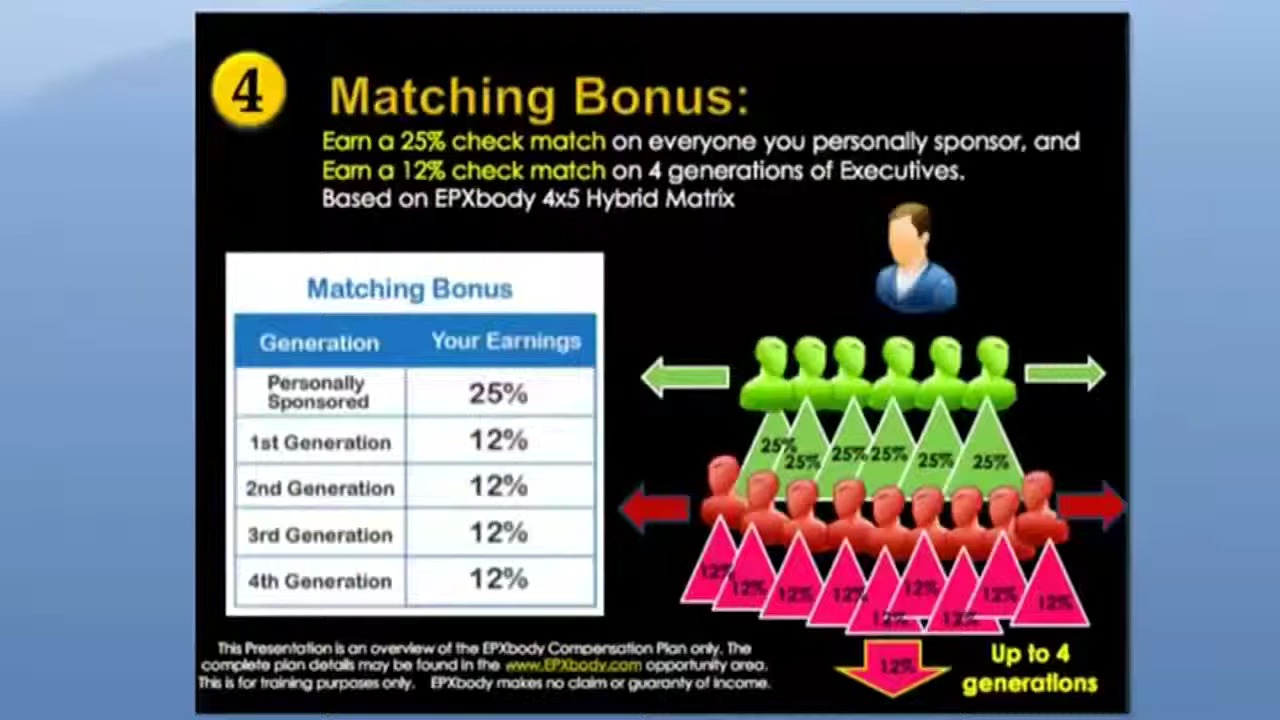 4
Matching Bonus:
Earn a 25% check match on everyone you personally sponsor, and
Earn a 12% check match on 4 generations of Executives.
Based on EPXbody 4x5 Hybrid Matrix
Matching Bonus
Generation Your Earnings
Personally
Sponsored 25%
1st Generation 12%
2nd Generation 12%
3rd Generation 12%
4th Generation 12%
25% 25% 25% 25% 25% 25%
12% 12% 12% 12% 12% 12% 12% 12% 12%
12%
Up to 4
generations
This Presentation is an overview of the EPXbody Compensation Plan only. The
complete plan details may be found in the www.EPXbody.com opportunity area.
This is for training purposes only. EPXbody makes no claim or guaranty of income.